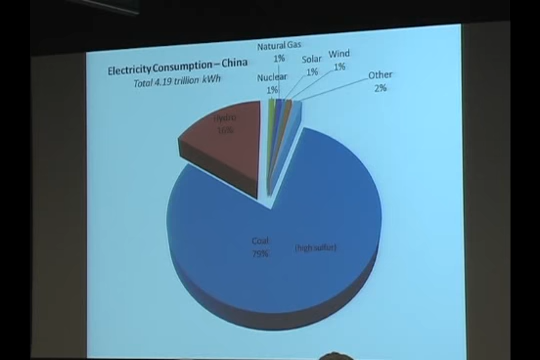 Electricity Consumption – China
Total 4.19 trillion kWh
Natural Gas
1%
Nuclear
1%
Solar
1%
Wind
1%
Other
2%
Hydro
16%
Coal
79%
(high sulfur)